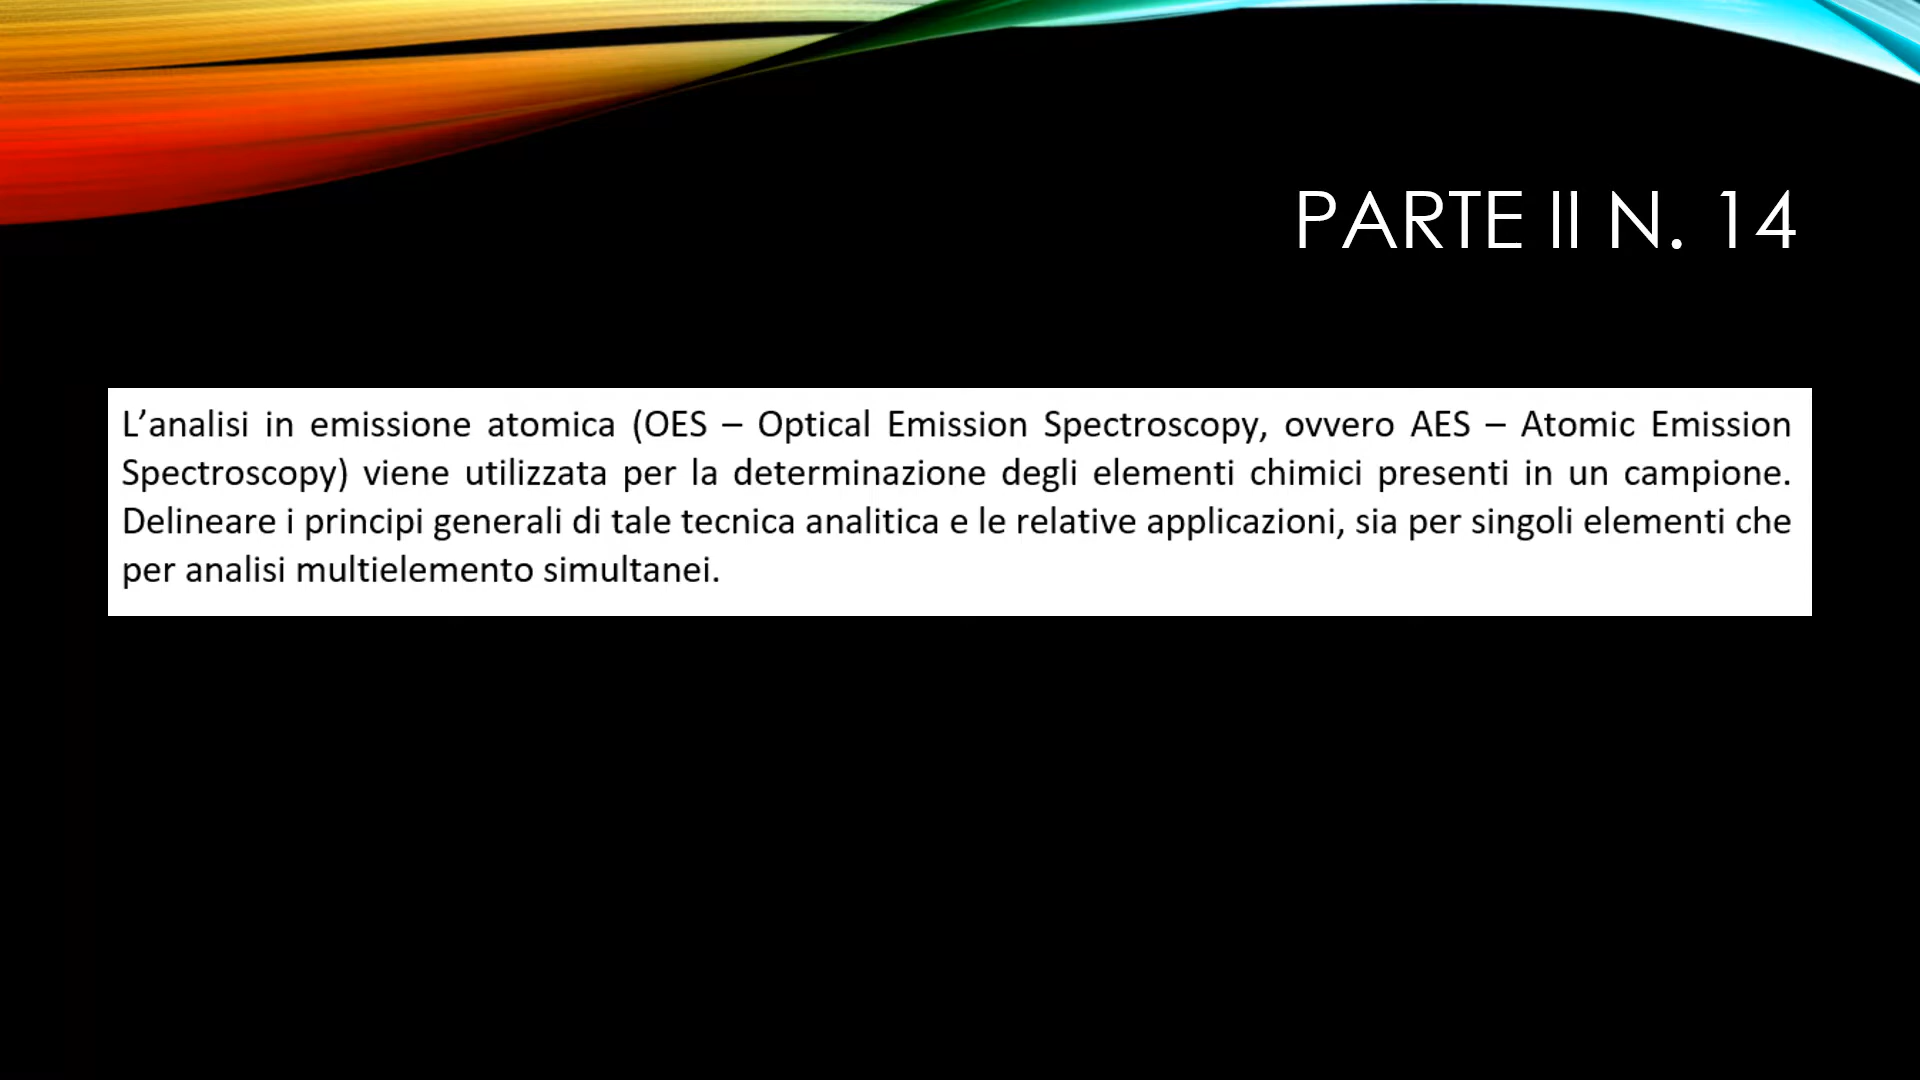 PARTE II N. 14
L’analisi in emissione atomica (OES – Optical Emission Spectroscopy, ovvero AES – Atomic Emission
Spectroscopy) viene utilizzata per la determinazione degli elementi chimici presenti in un campione.
Delineare i principi generali di tale tecnica analitica e le relative applicazioni, sia per singoli elementi che
per analisi multielemento simultanei.